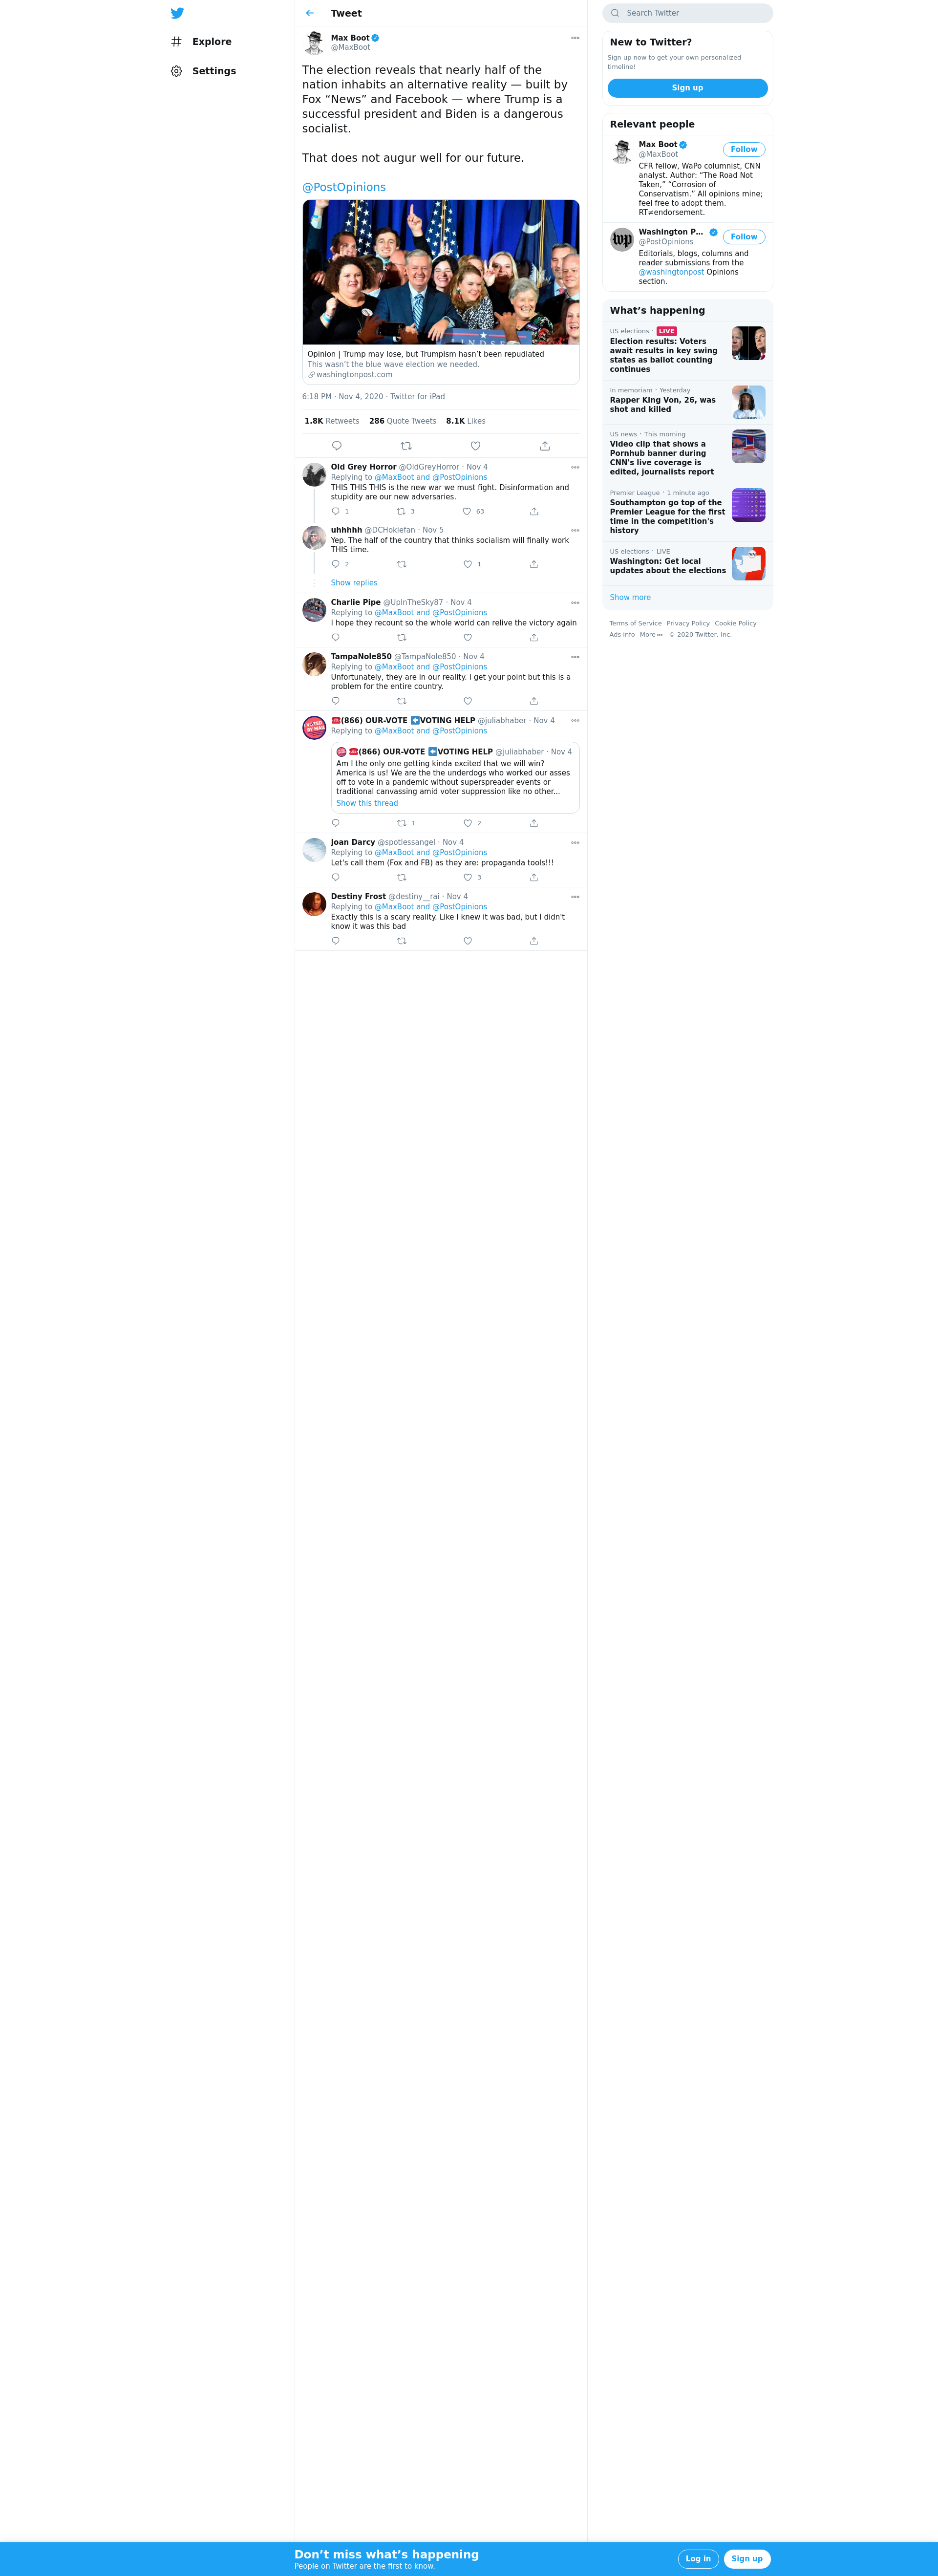 Explore
Settings
Tweet
Max Boot
@MaxBoot
The election reveals that nearly half of the
nation inhabits an alternative reality — built by
Fox “News” and Facebook — where Trump is a
successful president and Biden is a dangerous
socialist.
That does not augur well for our future.
@PostOpinions
NDSE
Opinion | Trump may lose, but Trumpism hasn’t been repudiated
This wasn’t the blue wave election we needed.
washingtonpost.com
6:18 PM · Nov 4, 2020 · Twitter for iPad
1.8K Retweets 286 Quote Tweets 8.1K Likes
Old Grey Horror @OldGreyHorror · Nov 4
Replying to @MaxBoot and @PostOpinions
THIS THIS THIS is the new war we must fight. Disinformation and
stupidity are our new adversaries.
1 3 63
uhhhhh @DCHokiefan · Nov 5
Yep. The half of the country that thinks socialism will finally work
THIS time.
2 1
Show replies
Charlie Pipe @UpInTheSky87 · Nov 4
Replying to @MaxBoot and @PostOpinions
I hope they recount so the whole world can relive the victory again
TampaNole850 @TampaNole850 · Nov 4
Replying to @MaxBoot and @PostOpinions
Unfortunately, they are in our reality. I get your point but this is a
problem for the entire country.
☎️(866) OUR-VOTE ⬅️VOTING HELP @juliabhaber · Nov 4
Replying to @MaxBoot and @PostOpinions
☎️(866) OUR-VOTE ⬅️VOTING HELP @juliabhaber · Nov 4
Am I the only one getting kinda excited that we will win?
America is us! We are the the underdogs who worked our asses
off to vote in a pandemic without superspreader events or
traditional canvassing amid voter suppression like no other...
Show this thread
1 2
Joan Darcy @spotlessangel · Nov 4
Replying to @MaxBoot and @PostOpinions
Let's call them (Fox and FB) as they are: propaganda tools!!!
3
Destiny Frost @destiny__rai · Nov 4
Replying to @MaxBoot and @PostOpinions
Exactly this is a scary reality. Like I knew it was bad, but I didn't
know it was this bad
Search Twitter
New to Twitter?
Sign up now to get your own personalized
timeline!
Sign up
Relevant people
Max Boot
@MaxBoot
Follow
CFR fellow, WaPo columnist, CNN
analyst. Author: “The Road Not
Taken,” “Corrosion of
Conservatism.” All opinions mine;
feel free to adopt them.
RT≠endorsement.
wp
Washington P...
@PostOpinions
Follow
Editorials, blogs, columns and
reader submissions from the
@washingtonpost Opinions
section.
What’s happening
US elections · LIVE
Election results: Voters
await results in key swing
states as ballot counting
continues
In memoriam · Yesterday
Rapper King Von, 26, was
shot and killed
US news · This morning
Video clip that shows a
Pornhub banner during
CNN's live coverage is
edited, journalists report
Premier League · 1 minute ago
Southampton go top of the
Premier League for the first
time in the competition's
history
US elections · LIVE
Washington: Get local
updates about the elections
Show more
Terms of Service Privacy Policy Cookie Policy
Ads info More © 2020 Twitter, Inc.
Don’t miss what’s happening
People on Twitter are the first to know.
Log in
Sign up